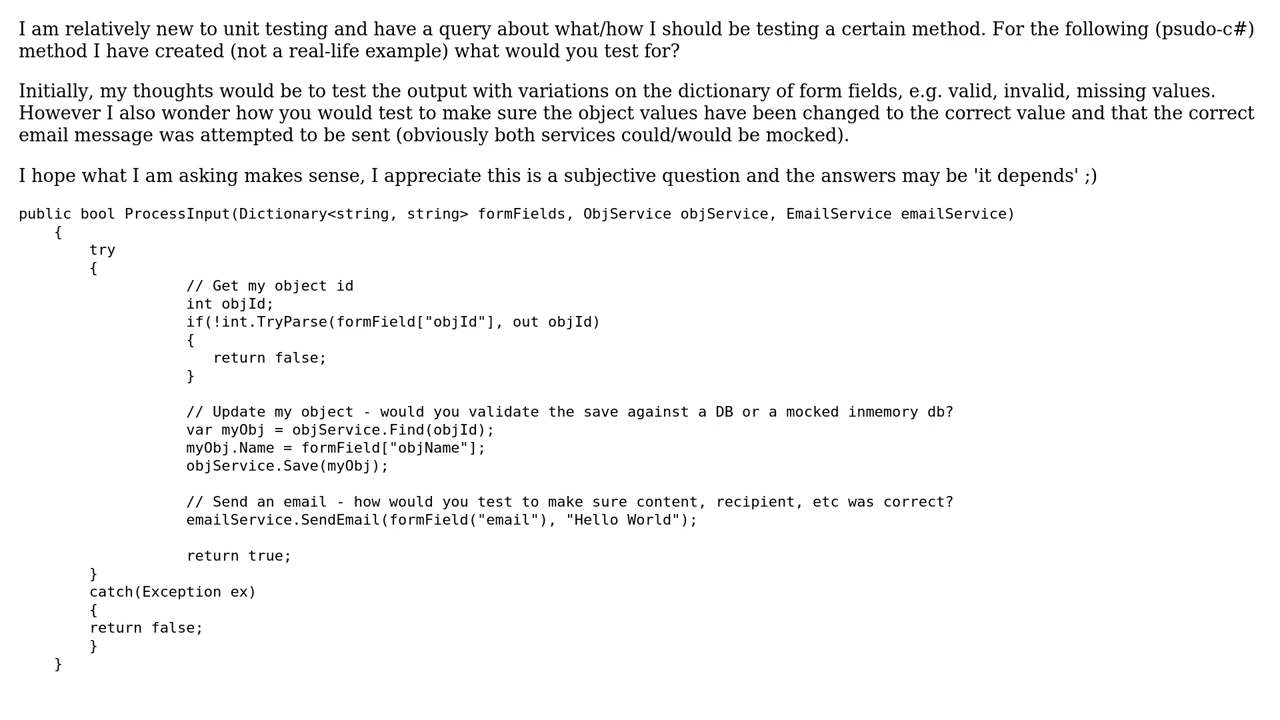 I am relatively new to unit testing and have a query about what/how I should be testing a certain method. For the following (psudo-c#)
method I have created (not a real-life example) what would you test for?
Initially, my thoughts would be to test the output with variations on the dictionary of form fields, e.g. valid, invalid, missing values.
However I also wonder how you would test to make sure the object values have been changed to the correct value and that the correct
email message was attempted to be sent (obviously both services could/would be mocked).
I hope what I am asking makes sense, I appreciate this is a subjective question and the answers may be 'it depends' ;)
public bool ProcessInput(Dictionary<string, string> formFields, ObjService objService, EmailService emailService)
    {
        try
        {
                   // Get my object id
                   int objId;
                   if(!int.TryParse(formField["objId"], out objId)
                   {
                      return false;
                   }
                   // Update my object - would you validate the save against a DB or a mocked inmemory db?
                   var myObj = objService.Find(objId);
                   myObj.Name = formField["objName"];
                   objService.Save(myObj);
                   // Send an email - how would you test to make sure content, recipient, etc was correct?
                   emailService.SendEmail(formField("email"), "Hello World");
                   return true;
        }
        catch(Exception ex)
        {
        return false;
        }
    }